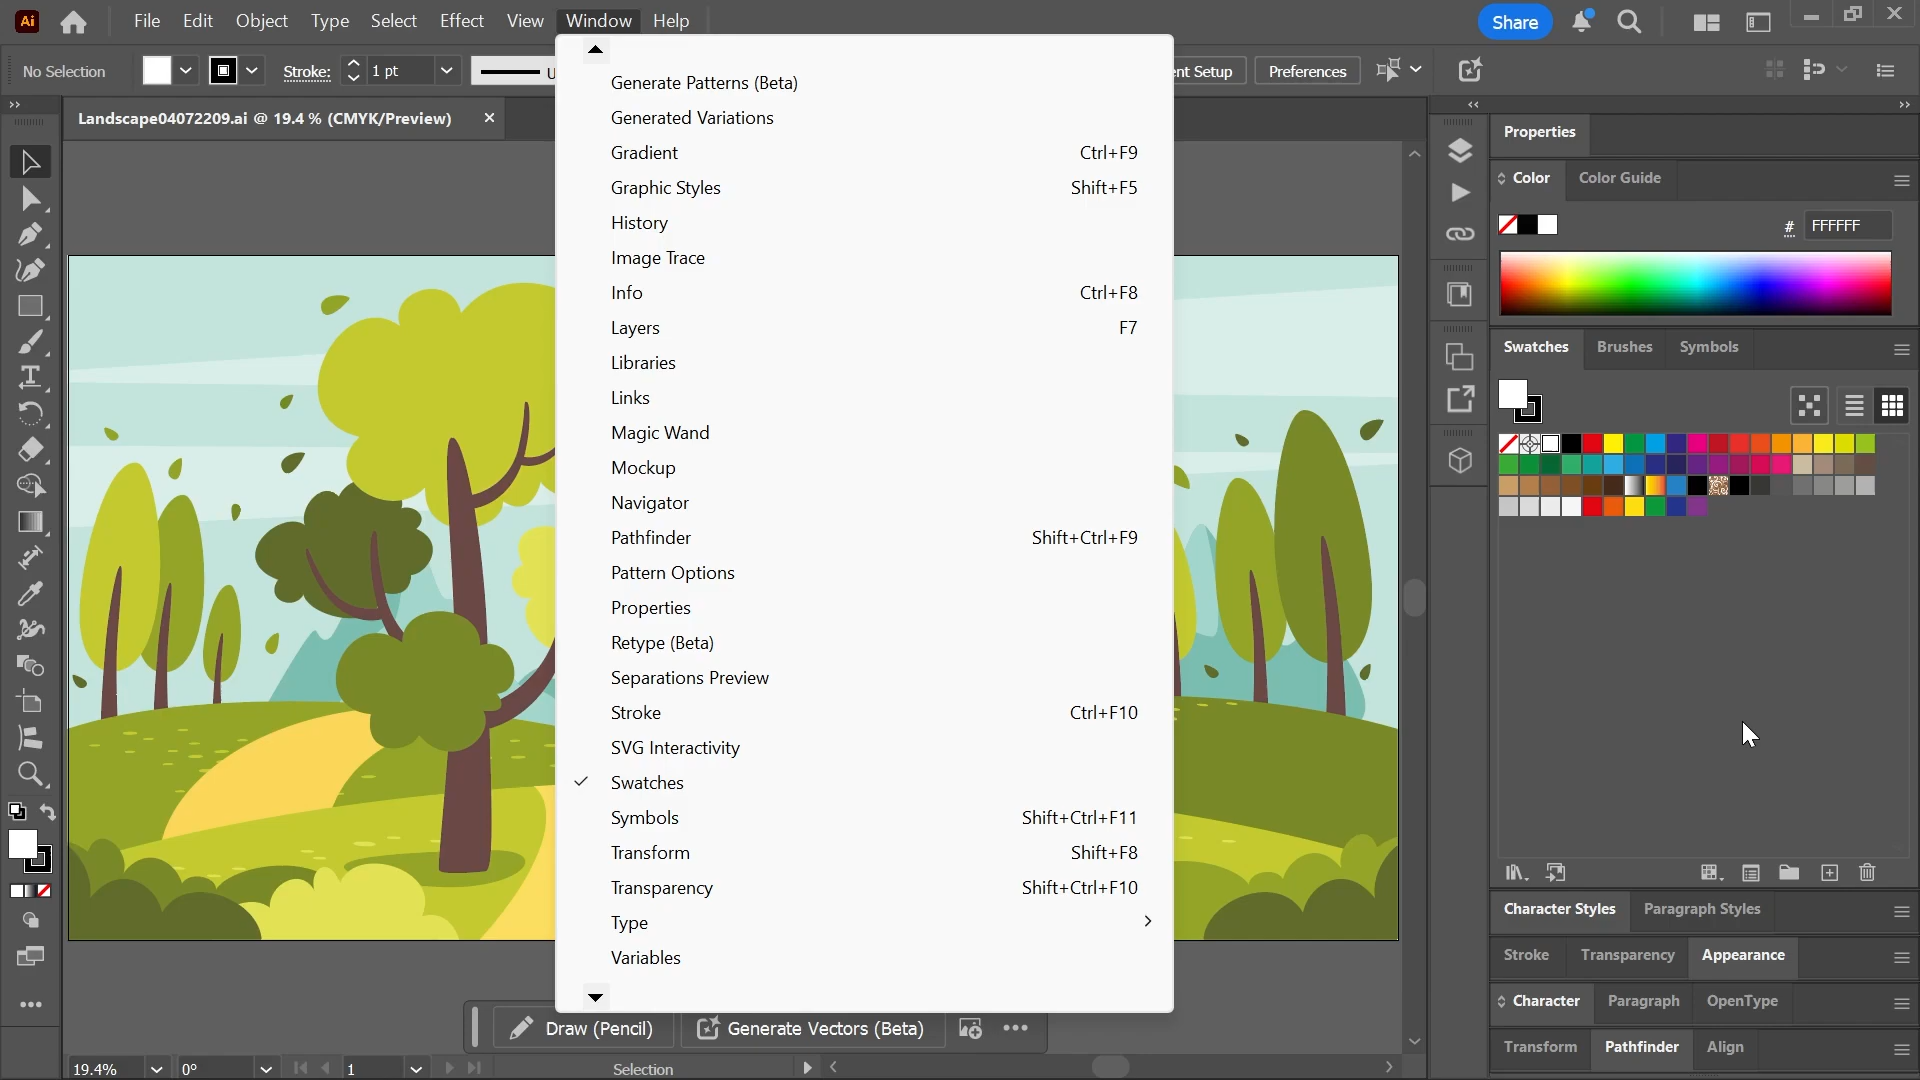 Ai
File Edit Object Type Select Effect View Window Help
Share
No Selection
Stroke: 1 pt
Preferences
Landscape04072209.ai @ 19.4 % (CMYK/Preview)
Generate Patterns (Beta)
Generated Variations
Gradient Ctrl+F9
Graphic Styles Shift+F5
History
Image Trace
Info Ctrl+F8
Layers F7
Libraries
Links
Magic Wand
Mockup
Navigator
Pathfinder Shift+Ctrl+F9
Pattern Options
Properties
Retype (Beta)
Separations Preview
Stroke Ctrl+F10
SVG Interactivity
Swatches
Symbols Shift+Ctrl+F11
Transform Shift+F8
Transparency Shift+Ctrl+F10
Type
Variables
nt Setup
Properties
Color Color Guide
# FFFFFF
Swatches Brushes Symbols
Character Styles Paragraph Styles
Stroke Transparency Appearance
Character Paragraph OpenType
Transform Pathfinder Align
Draw (Pencil) Generate Vectors (Beta)
19.4% 0° 1 Selection